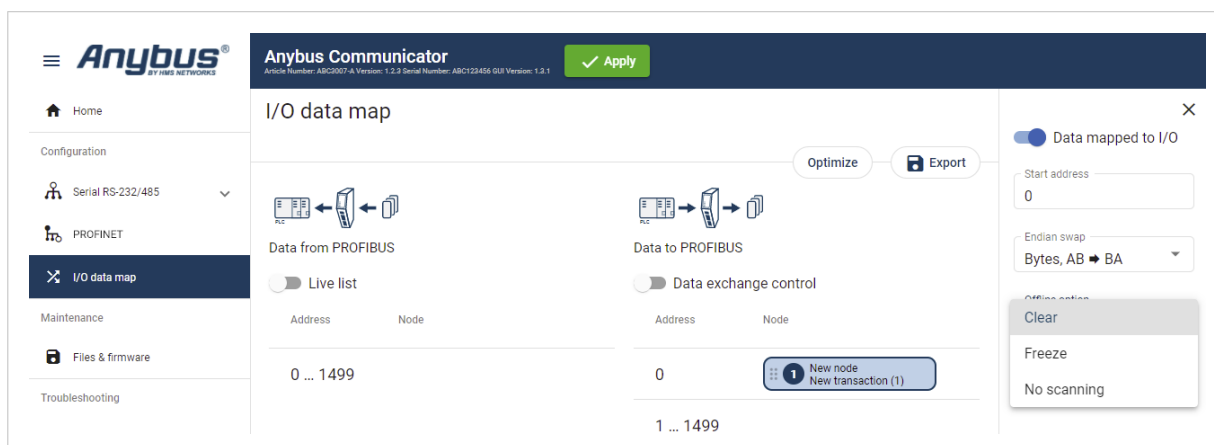 Anybus®
BY HMS NETWORKS
Anybus Communicator
Article Number: ABC3007-A Version: 1.2.3 Serial Number: ABC123456 GUI Version: 1.3.1
Apply
Home
Configuration
Serial RS-232/485
PROFINET
I/O data map
Maintenance
Files & firmware
Troubleshooting
I/O data map
Optimize
Export
PLC
Data from PROFIBUS
Live list
Address Node
0 ... 1499
PLC
Data to PROFIBUS
Data exchange control
Address Node
0
1
New node
New transaction (1)
1 ... 1499
Data mapped to I/O
Start address
0
Endian swap
Bytes, AB ➡ BA
Offline option
Clear
Freeze
No scanning